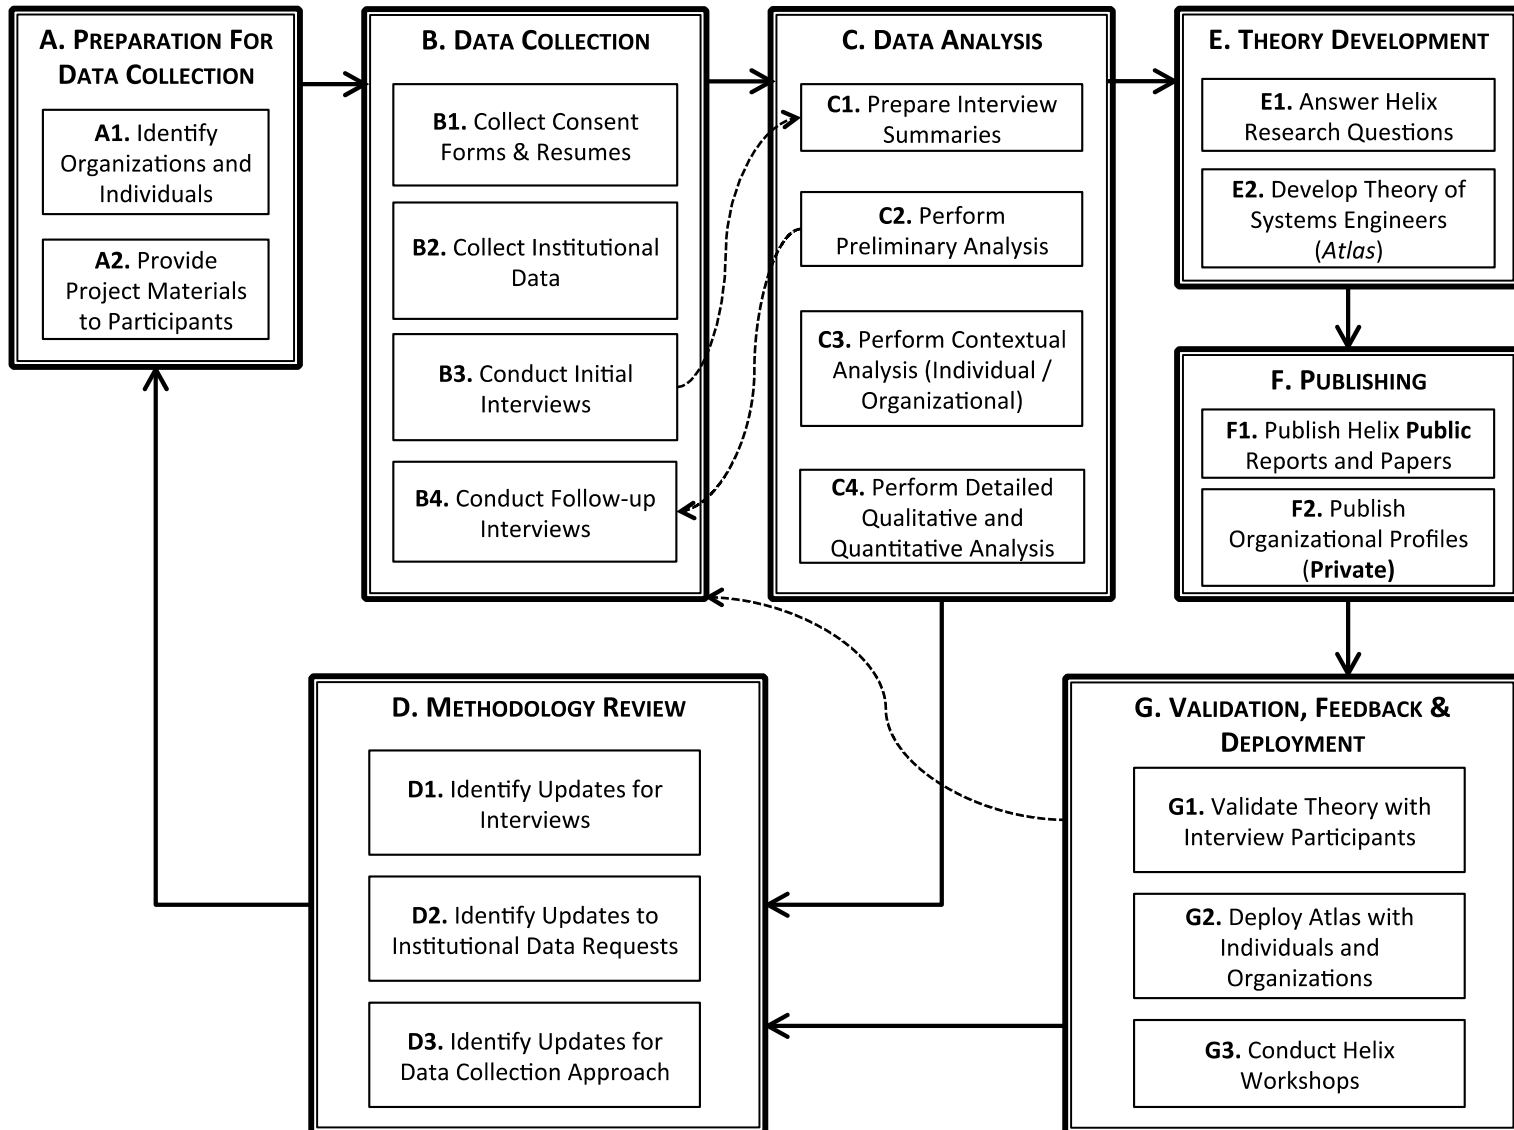 A. PREPARATION FOR
DATA COLLECTION
A1. Identify
Organizations and
Individuals
A2. Provide
Project Materials
to Participants
B. DATA COLLECTION
B1. Collect Consent
Forms & Resumes
B2. Collect Institutional
Data
B3. Conduct Initial
Interviews
B4. Conduct Follow-up
Interviews
C. DATA ANALYSIS
C1. Prepare Interview
Summaries
C2. Perform
Preliminary Analysis
C3. Perform Contextual
Analysis (Individual /
Organizational)
C4. Perform Detailed
Qualitative and
Quantitative Analysis
E. THEORY DEVELOPMENT
E1. Answer Helix
Research Questions
E2. Develop Theory of
Systems Engineers
(Atlas)
F. PUBLISHING
F1. Publish Helix Public
Reports and Papers
F2. Publish
Organizational Profiles
(Private)
D. METHODOLOGY REVIEW
D1. Identify Updates for
Interviews
D2. Identify Updates to
Institutional Data Requests
D3. Identify Updates for
Data Collection Approach
G. VALIDATION, FEEDBACK &
DEPLOYMENT
G1. Validate Theory with
Interview Participants
G2. Deploy Atlas with
Individuals and
Organizations
G3. Conduct Helix
Workshops